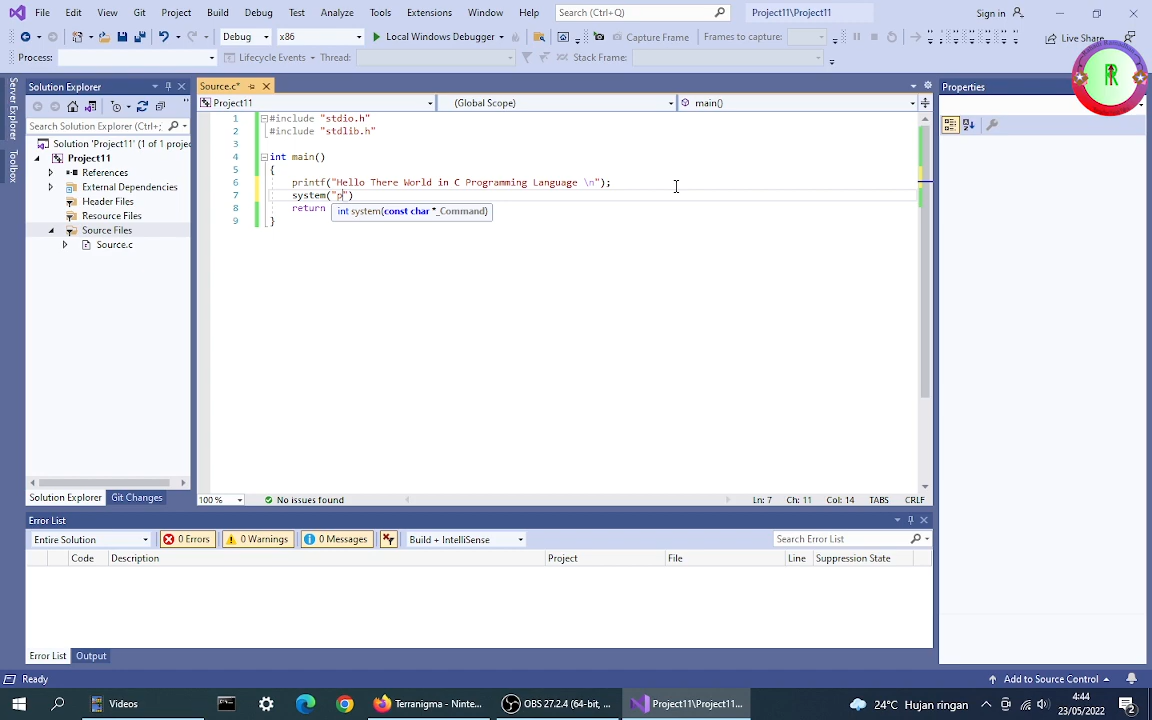 File Edit View Git Project Build Debug Test Analyze Tools Extensions Window Help Search (Ctrl+Q) Project11\Project11 Sign in
Debug x86 Local Windows Debugger Capture Frame Frames to capture: Live Share
Process: Lifecycle Events Thread: Stack Frame:
R
Server Explorer
Toolbox
Solution Explorer
Search Solution Explorer (Ctrl+;
Solution 'Project11' (1 of 1 projec
Project11
References
External Dependencies
Header Files
Resource Files
Source Files
Source.c
Solution Explorer Git Changes
Source.c*
Project11 (Global Scope) main()
1 #include "stdio.h"
2 #include "stdlib.h"
3
4 int main()
5 {
6 printf("Hello There World in C Programming Language \n");
7 system("p")
8 return
int system(const char *_Command)
9 }
100 % No issues found Ln: 7 Ch: 11 Col: 14 TABS CRLF
Properties
Error List
Entire Solution 0 Errors 0 Warnings 0 Messages Build + IntelliSense Search Error List
Code Description Project File Line Suppression State
Error List Output
Ready Add to Source Control
Videos Terranigma - Ninte... OBS 27.2.4 (64-bit, ... Project11\Project11... 24°C Hujan ringan 4:44
23/05/2022 2